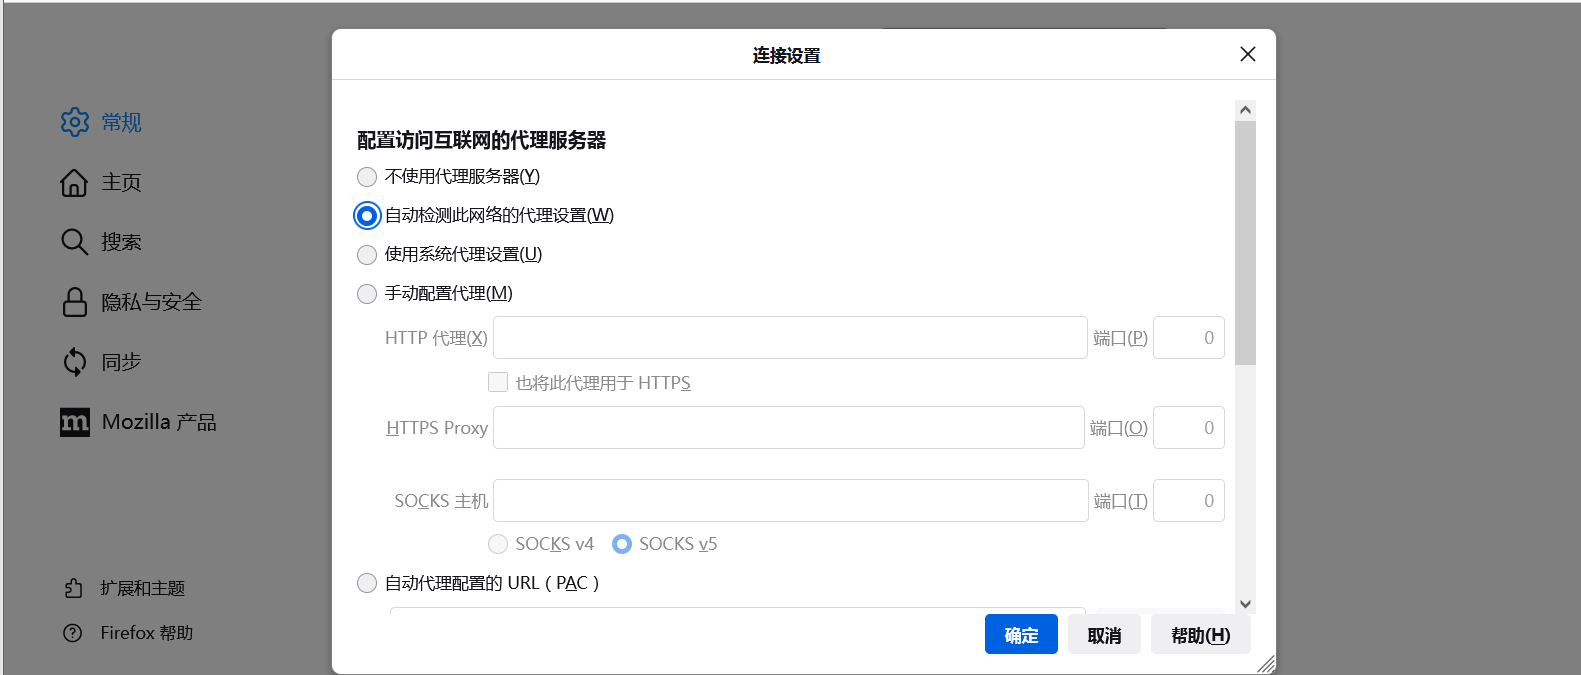 连接设置
常规
主页
搜索
隐私与安全
同步
m Mozilla 产品
扩展和主题
Firefox 帮助
配置访问互联网的代理服务器
不使用代理服务器(Y)
自动检测此网络的代理设置(W)
使用系统代理设置(U)
手动配置代理(M)
HTTP 代理(X) 端口(P) 0
也将此代理用于 HTTPS
HTTPS Proxy 端口(O) 0
SOCKS 主机 端口(T) 0
SOCKS v4 SOCKS v5
自动代理配置的 URL（PAC）
确定 取消 帮助(H)